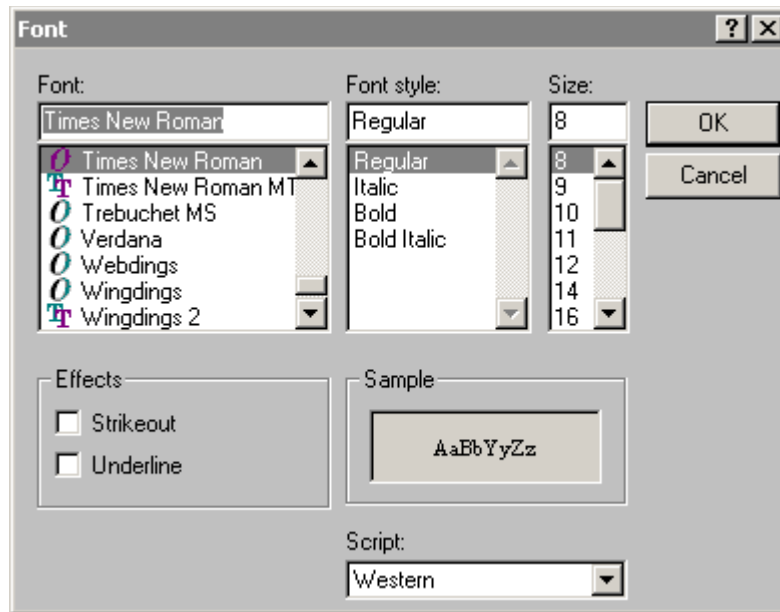 Font
Font:
Font style:
Size:
Times New Roman
Regular
8
OK
Cancel
Times New Roman
Times New Roman MT
Trebuchet MS
Verdana
Webdings
Wingdings
Wingdings 2
Regular
Italic
Bold
Bold Italic
8
9
10
11
12
14
16
Effects
Strikeout
Underline
Sample
AaBbYyZz
Script:
Western